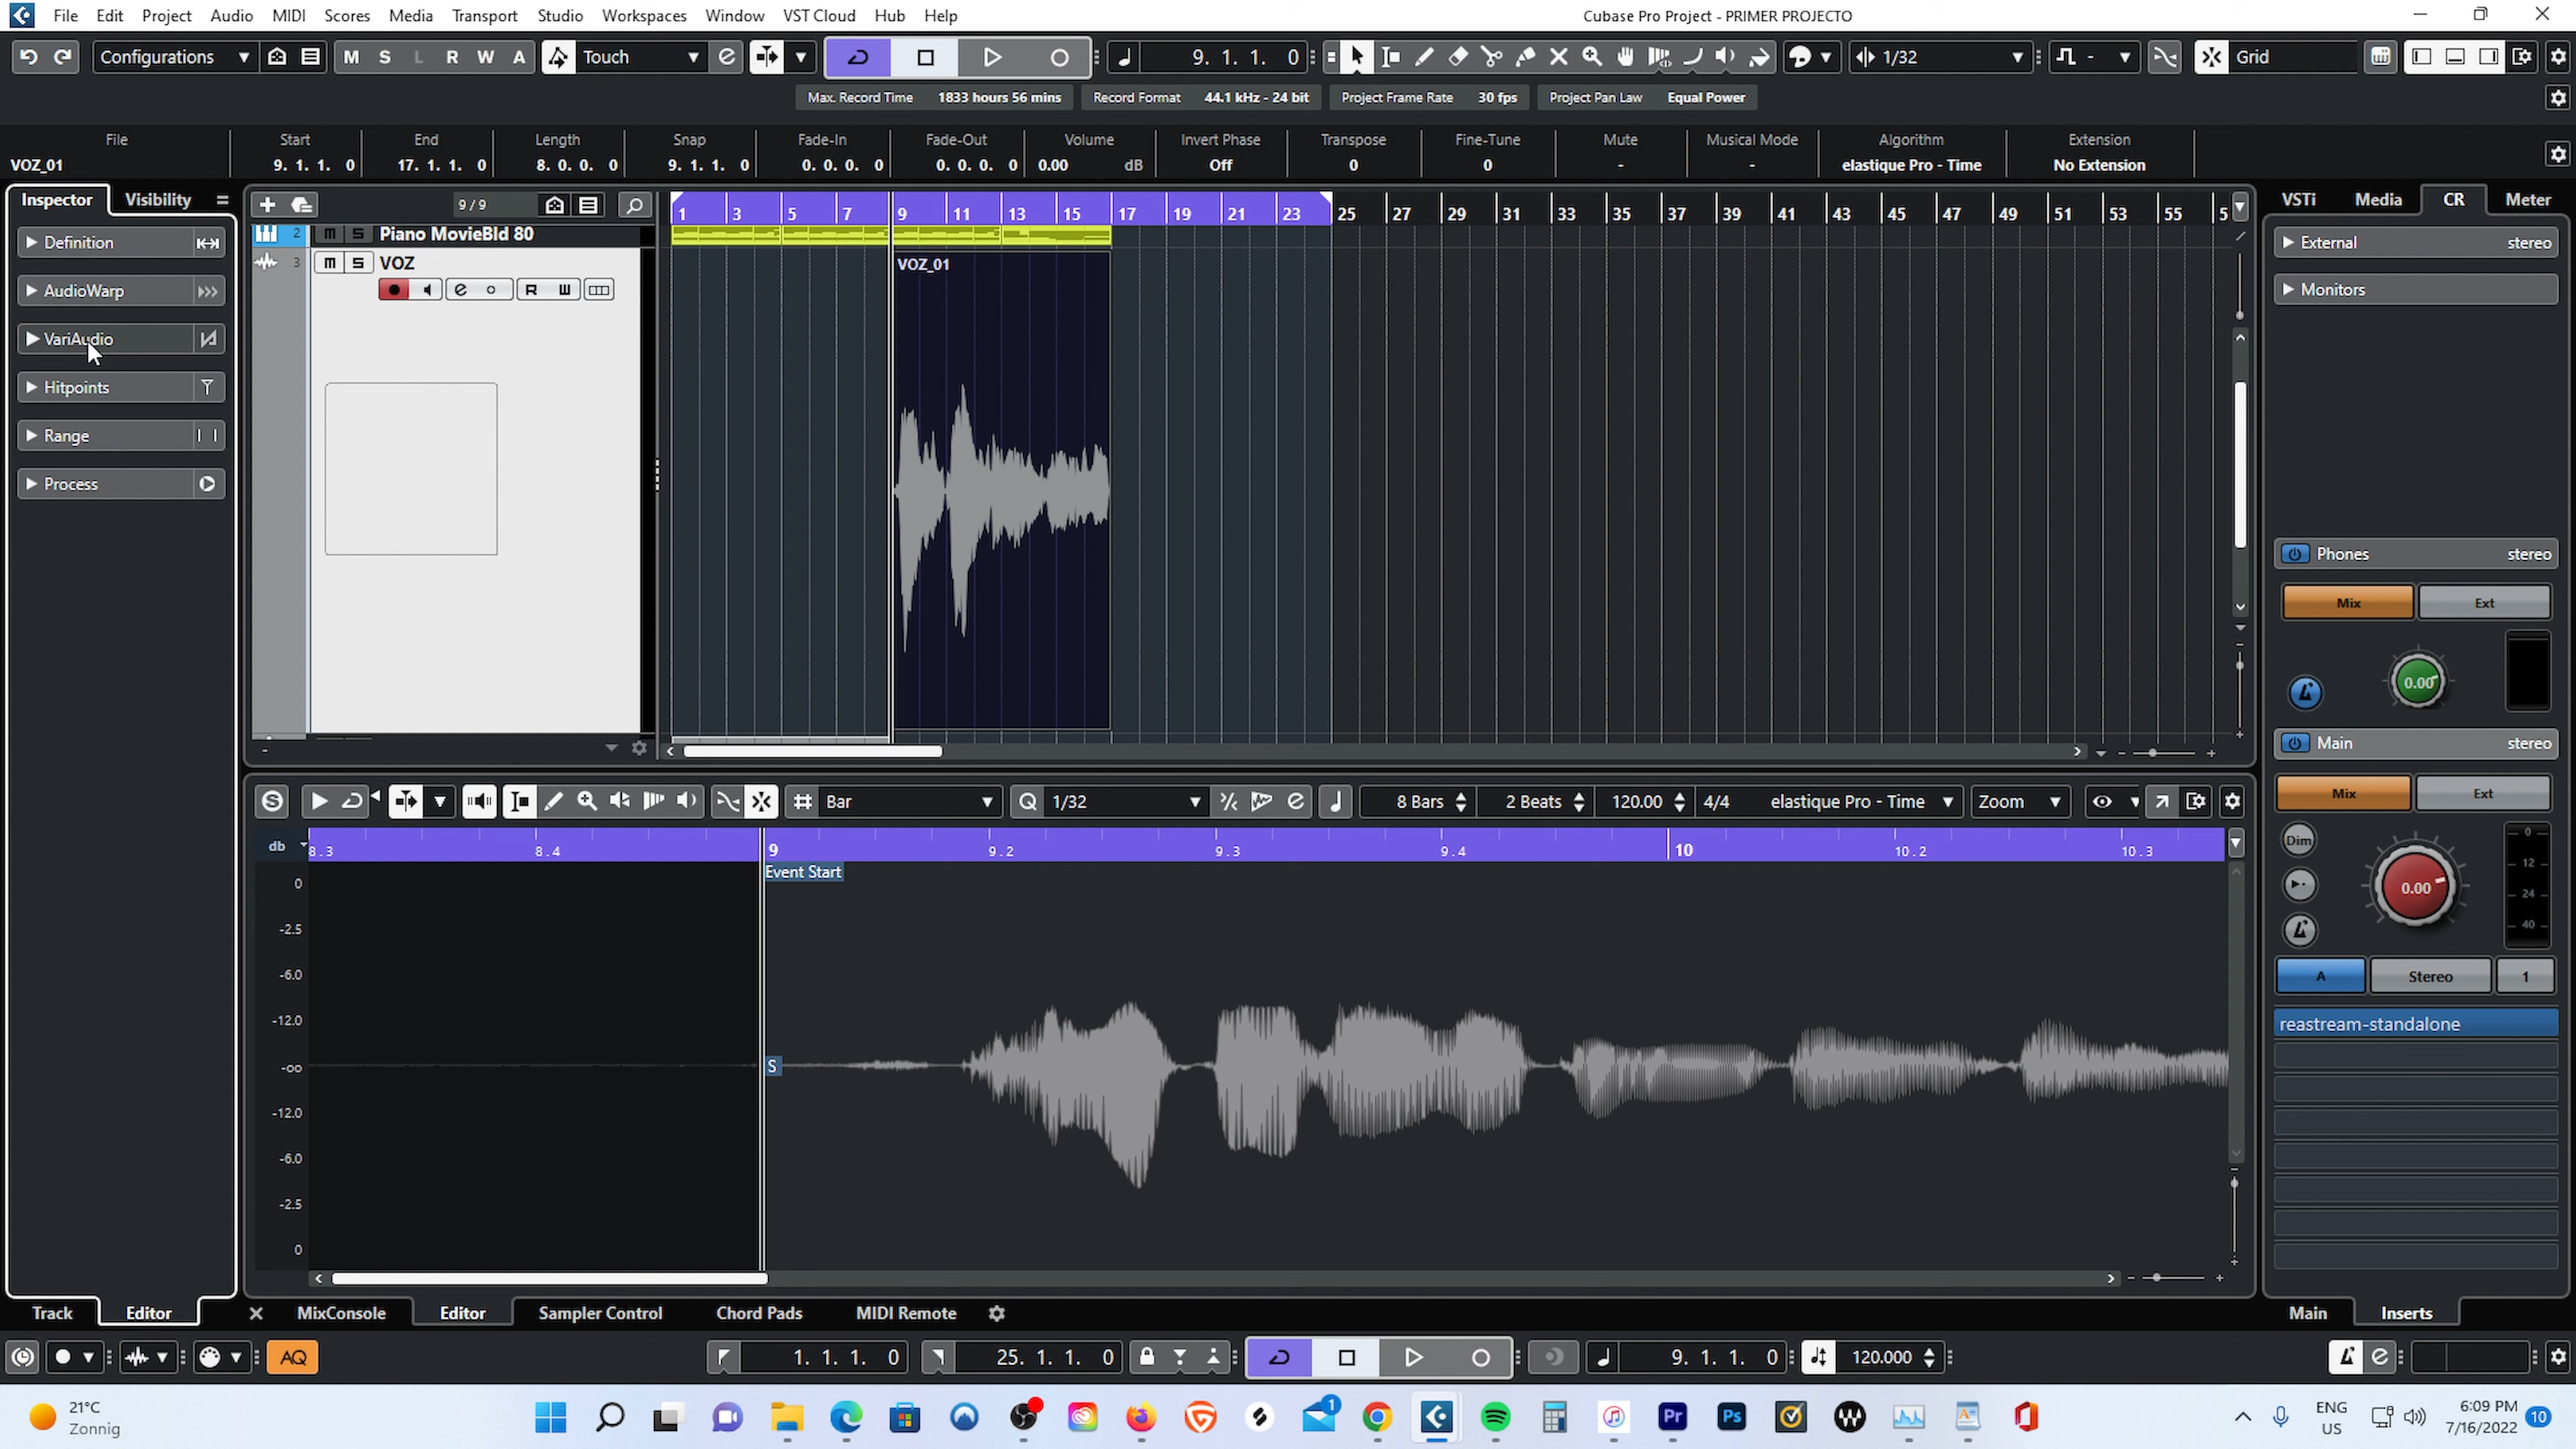 File Edit Project Audio MIDI Scores Media Transport Studio Workspaces Window VST Cloud Hub Help
Cubase Pro Project - PRIMER PROJECTO
Configurations M S L R W A Touch 9. 1. 1. 0 1/32 - Grid
Max. Record Time 1833 hours 56 mins Record Format 44.1 kHz - 24 bit Project Frame Rate 30 fps Project Pan Law Equal Power
File Start End Length Snap Fade-In Fade-Out Volume Invert Phase Transpose Fine-Tune Mute Musical Mode Algorithm Extension
VOZ_01 9. 1. 1. 0 17. 1. 1. 0 8. 0. 0. 0 9. 1. 1. 0 0. 0. 0. 0 0. 0. 0. 0 0.00 dB Off 0 0 - - elastique Pro - Time No Extension
Inspector Visibility
9 / 9
1 3 5 7 9 11 13 15 17 19 21 23 25 27 29 31 33 35 37 39 41 43 45 47 49 51 53 55 5
VSTi Media CR Meter
2 m S Piano MovieBld 80
Definition
3 m S VOZ
VOZ_01
External stereo
AudioWarp
R W
Monitors
VariAudio
Hitpoints
Range
Process
Phones stereo
Mix Ext
0.00
Main stereo
Mix Ext
S Bar Q 1/32 8 Bars 2 Beats 120.00 4/4 elastique Pro - Time Zoom
db 8.3 8.4 9 9.2 9.3 9.4 10 10.2 10.3
Event Start
0
-2.5
-6.0
-12.0
-oo
-12.0
-6.0
-2.5
0
S
Dim
0.00
0
12
24
40
A Stereo 1
reastream-standalone
Track Editor MixConsole Editor Sampler Control Chord Pads MIDI Remote
Main Inserts
AQ 1. 1. 1. 0 25. 1. 1. 0 9. 1. 1. 0 120.000
21°C
Zonnig
1
Pr Ps
ENG
US
6:09 PM
7/16/2022
10